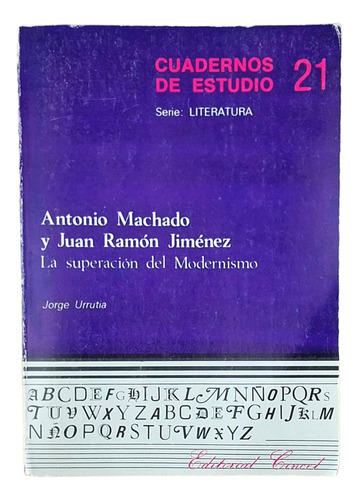 CUADERNOS
DE ESTUDIO 21
Serie: LITERATURA
Antonio Machado
y Juan Ramón Jiménez
La superación del Modernismo
Jorge Urrutia
ABCDEFGHIJKLMNÑOPQRS
TUVWXYZABCDEFGHIJKLM
NÑOPQRSTUVWXYZ
Editorial Cincel